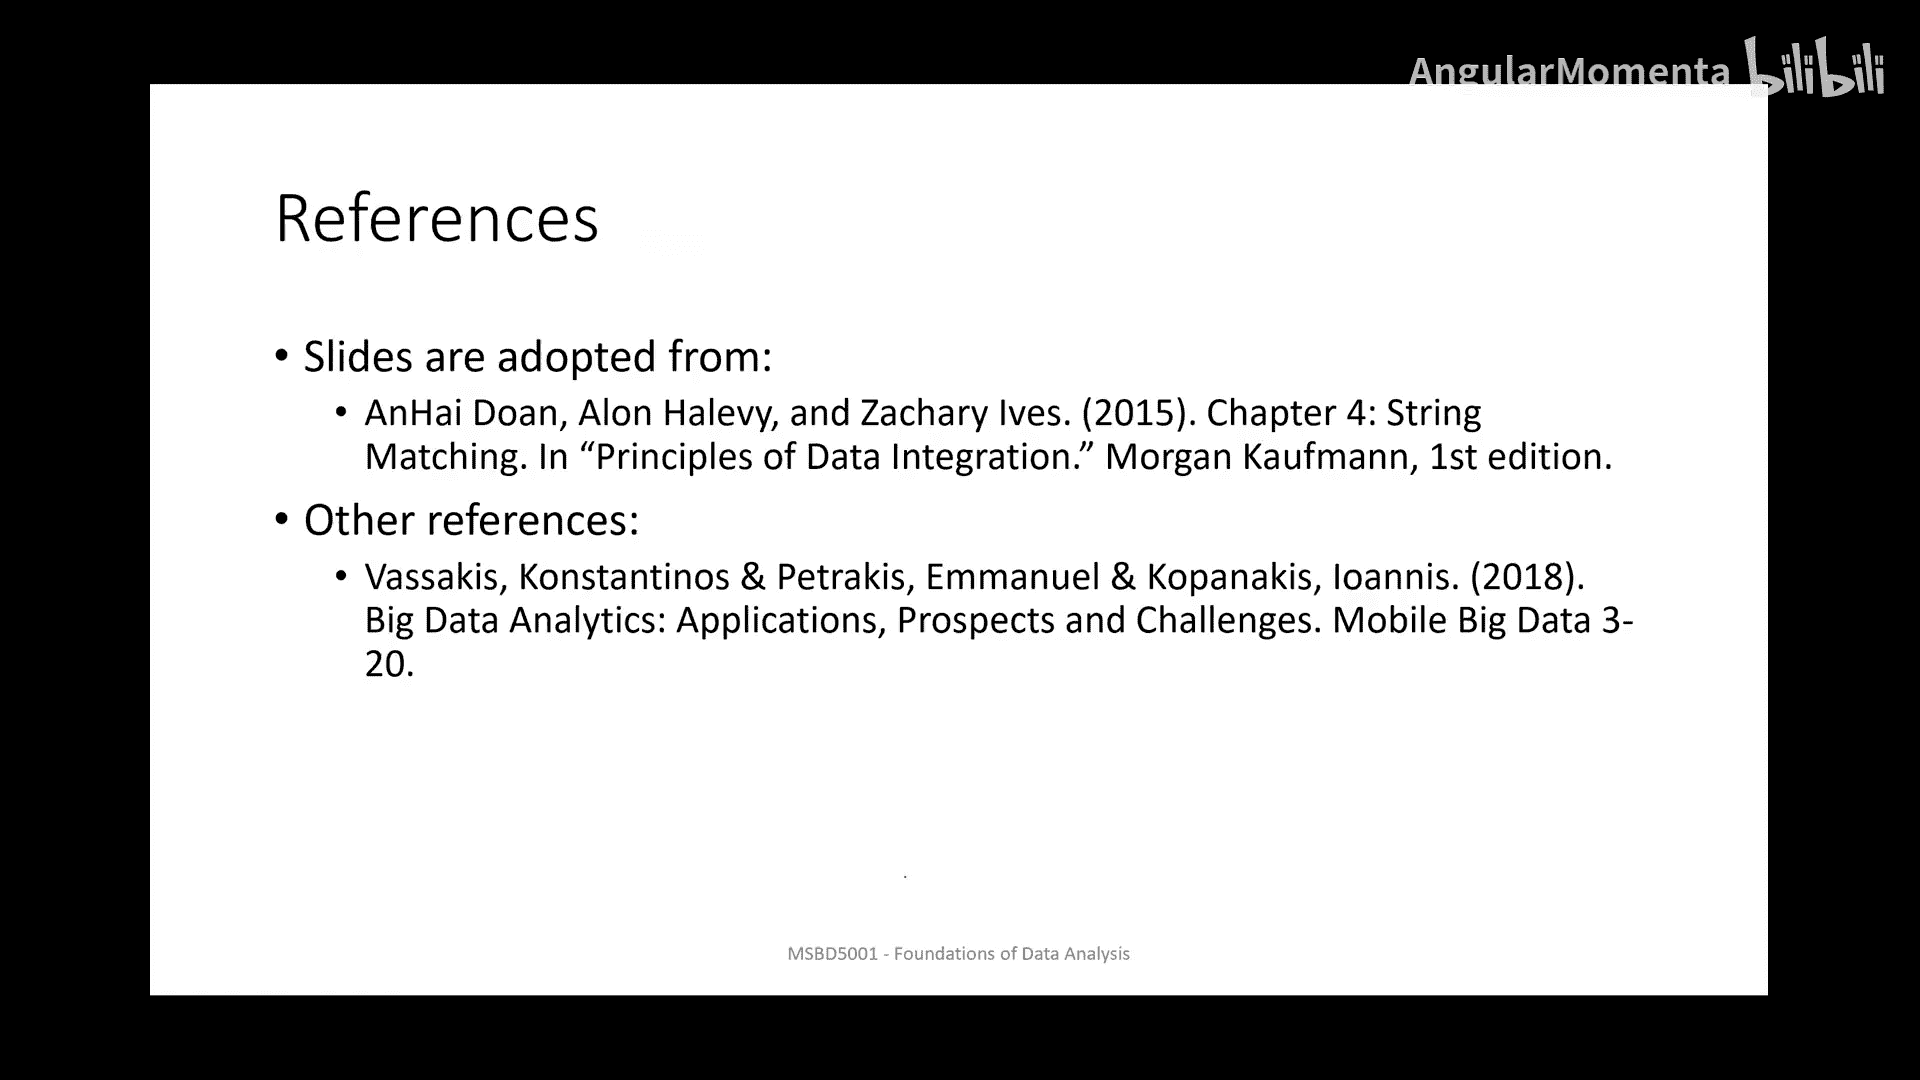 AngularMomenta bilibili
References
• Slides are adopted from:
• AnHai Doan, Alon Halevy, and Zachary Ives. (2015). Chapter 4: String
Matching. In “Principles of Data Integration.” Morgan Kaufmann, 1st edition.
• Other references:
• Vassakis, Konstantinos & Petrakis, Emmanuel & Kopanakis, Ioannis. (2018).
Big Data Analytics: Applications, Prospects and Challenges. Mobile Big Data 3-
20.
MSBD5001 - Foundations of Data Analysis